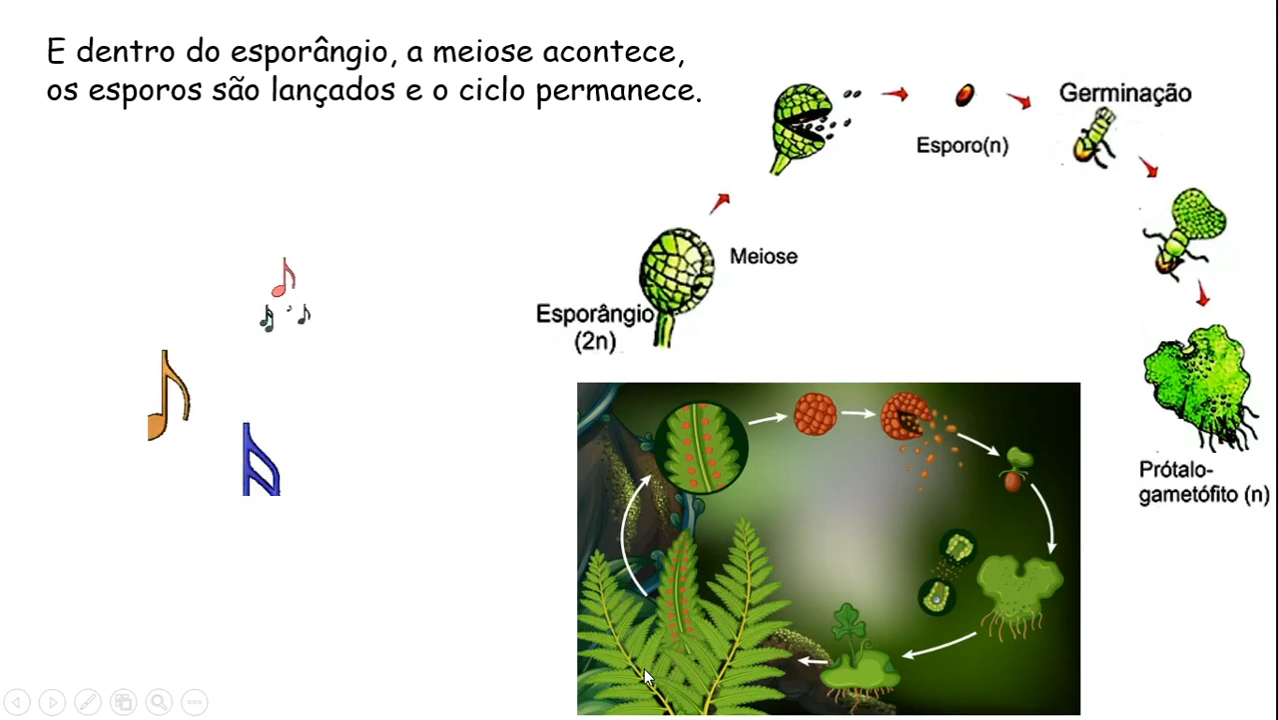 E dentro do esporângio, a meiose acontece,
os esporos são lançados e o ciclo permanece.
Germinação
Esporo(n)
Meiose
Esporângio
(2n)
Prótalo-
gametófito (n)